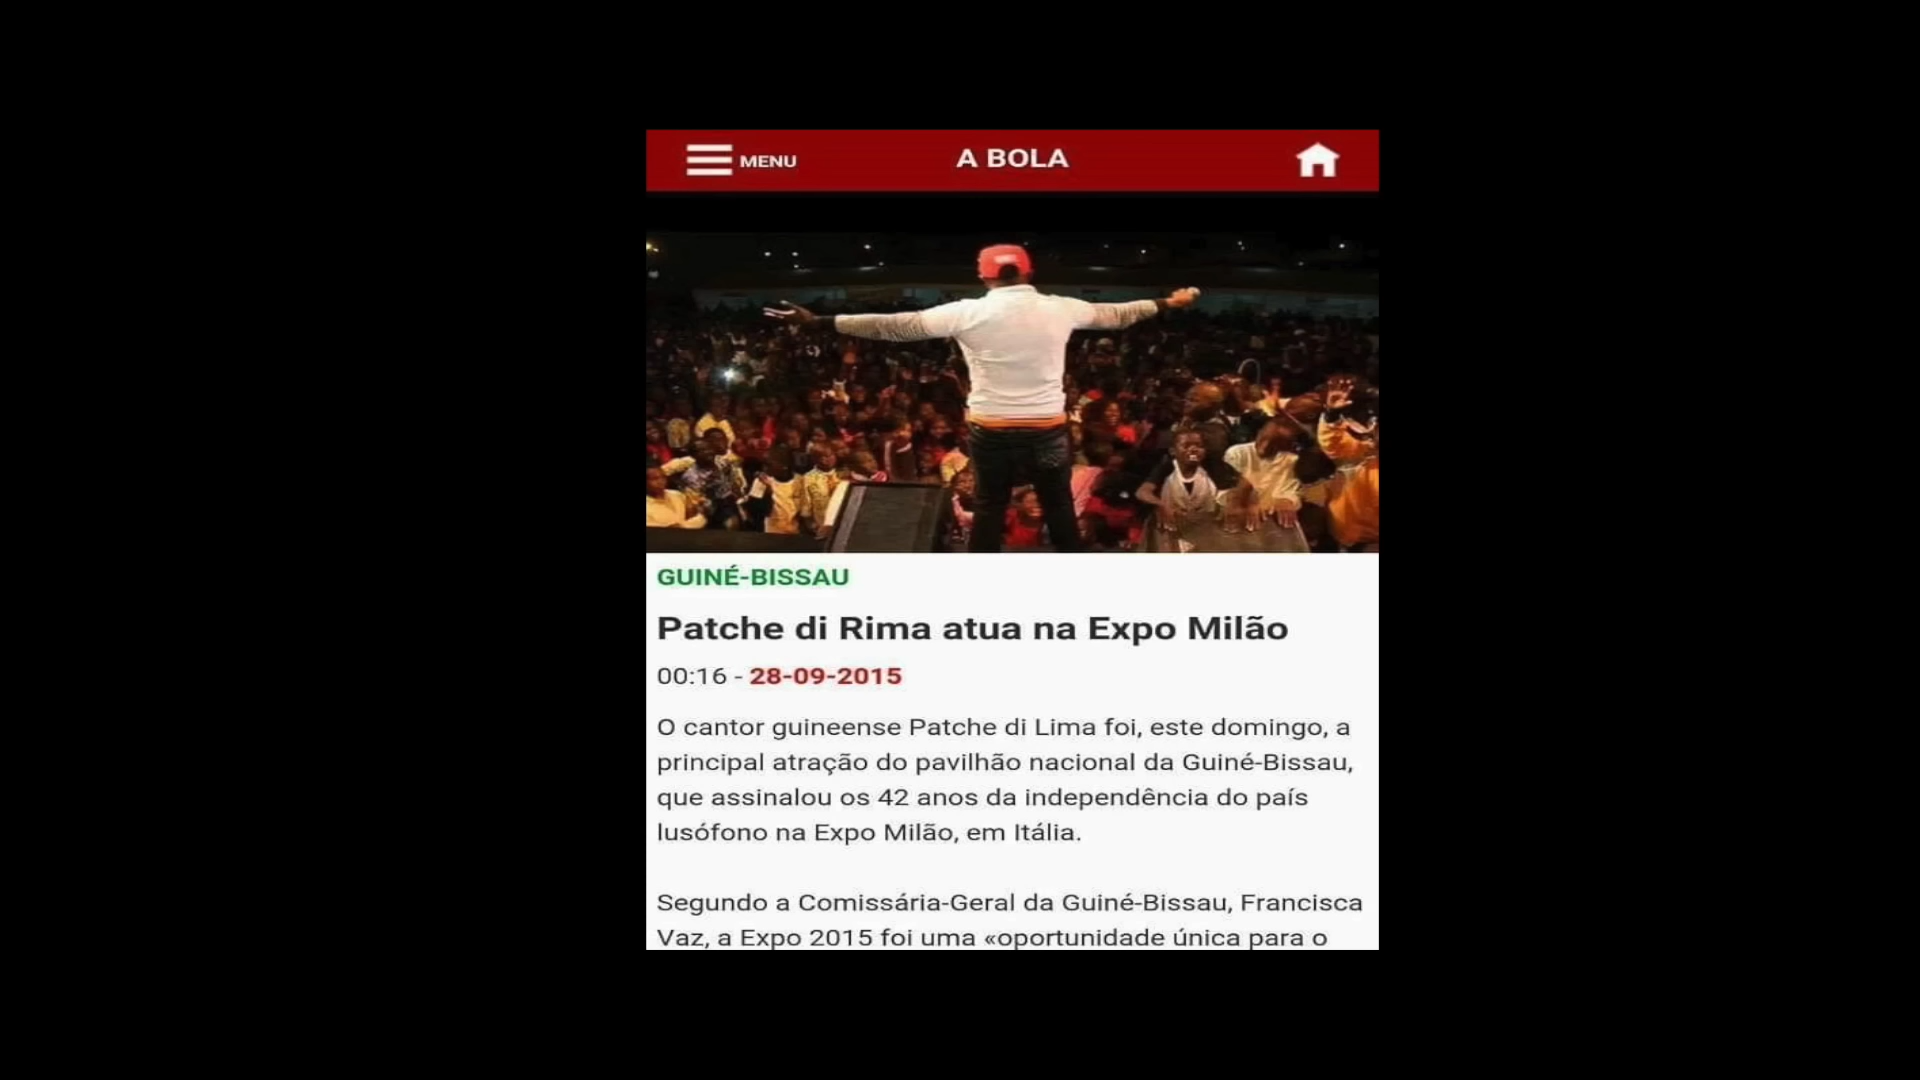 MENU
A BOLA
GUINÉ-BISSAU
Patche di Rima atua na Expo Milão
00:16 - 28-09-2015
O cantor guineense Patche di Lima foi, este domingo, a
principal atração do pavilhão nacional da Guiné-Bissau,
que assinalou os 42 anos da independência do país
lusófono na Expo Milão, em Itália.
Segundo a Comissária-Geral da Guiné-Bissau, Francisca
Vaz, a Expo 2015 foi uma «oportunidade única para o